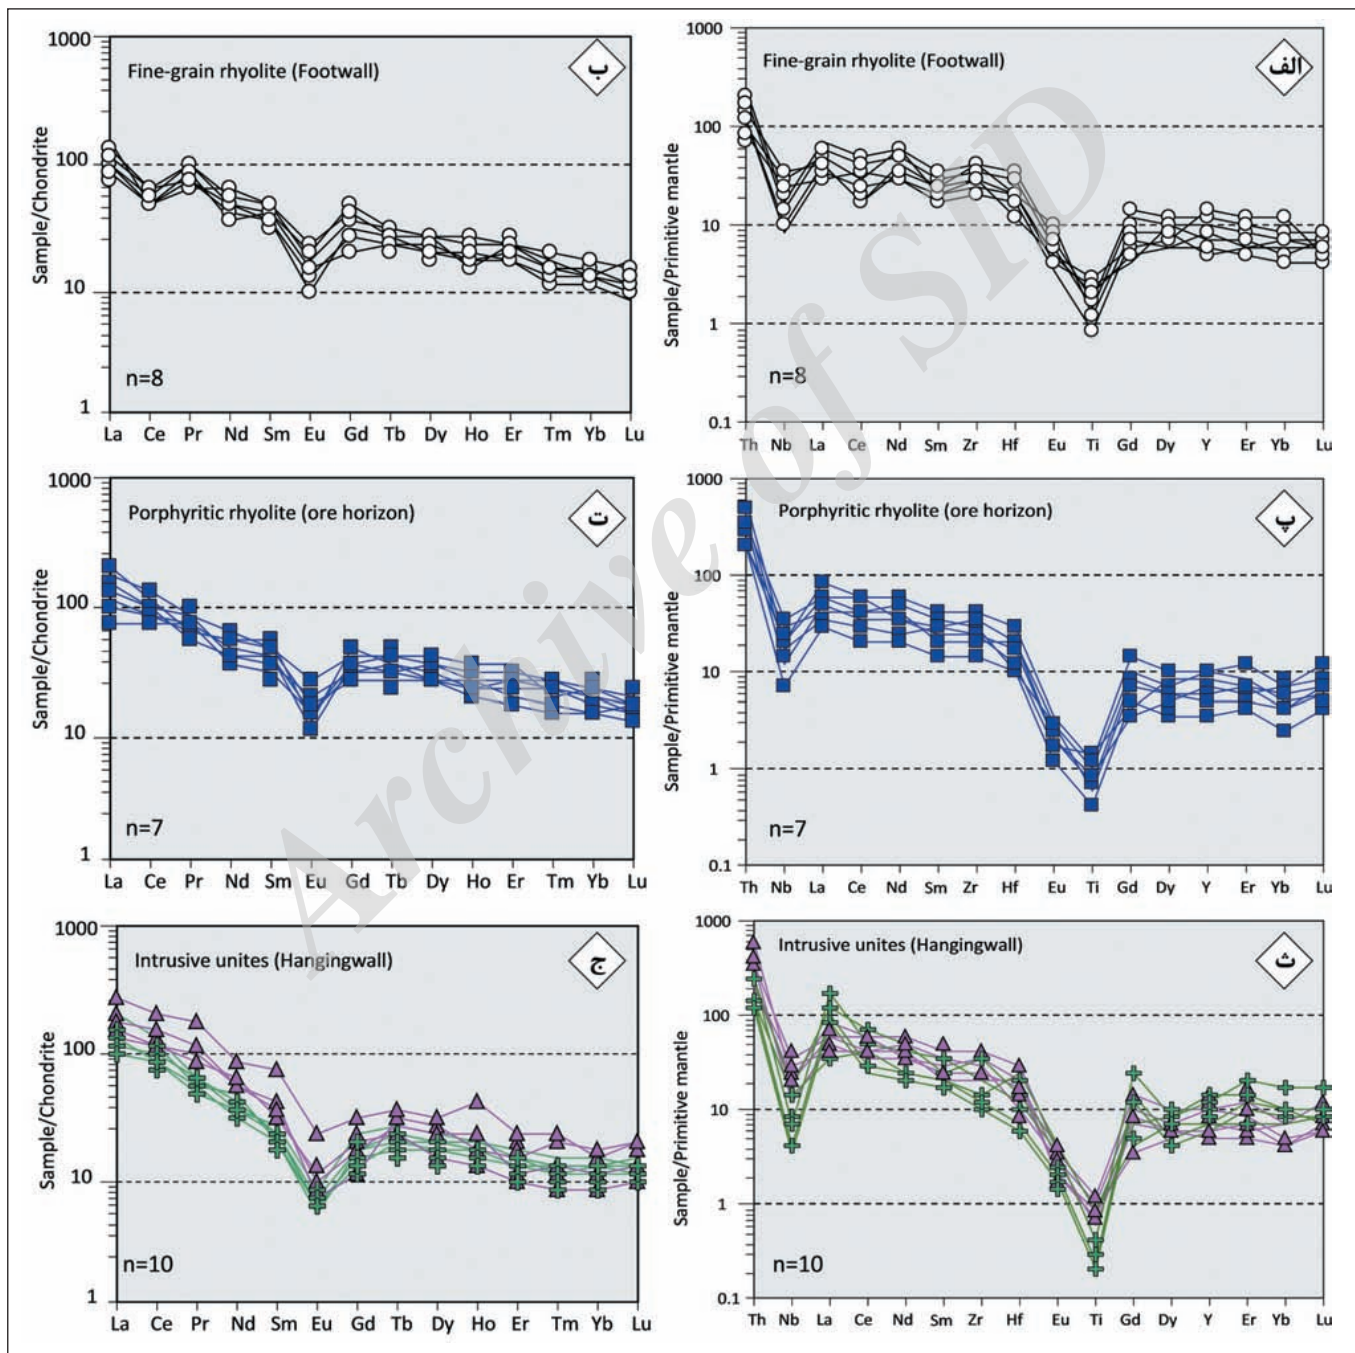 1000
Fine-grain rhyolite (Footwall)
ب
100
10
1
Sample/Chondrite
n=8
La Ce Pr Nd Sm Eu Gd Tb Dy Ho Er Tm Yb Lu
1000
Fine-grain rhyolite (Footwall)
الف
100
10
1
0.1
Sample/Primitive mantle
n=8
Th Nb La Ce Nd Sm Zr Hf Eu Ti Gd Dy Y Er Yb Lu
1000
Porphyritic rhyolite (ore horizon)
ت
100
10
1
Sample/Chondrite
n=7
La Ce Pr Nd Sm Eu Gd Tb Dy Ho Er Tm Yb Lu
1000
Porphyritic rhyolite (ore horizon)
پ
100
10
1
0.1
Sample/Primitive mantle
n=7
Th Nb La Ce Nd Sm Zr Hf Eu Ti Gd Dy Y Er Yb Lu
1000
Intrusive unites (Hangingwall)
ج
100
10
1
Sample/Chondrite
n=10
La Ce Pr Nd Sm Eu Gd Tb Dy Ho Er Tm Yb Lu
1000
Intrusive unites (Hangingwall)
ث
100
10
1
0.1
Sample/Primitive mantle
n=10
Th Nb La Ce Nd Sm Zr Hf Eu Ti Gd Dy Y Er Yb Lu
Archive of SID